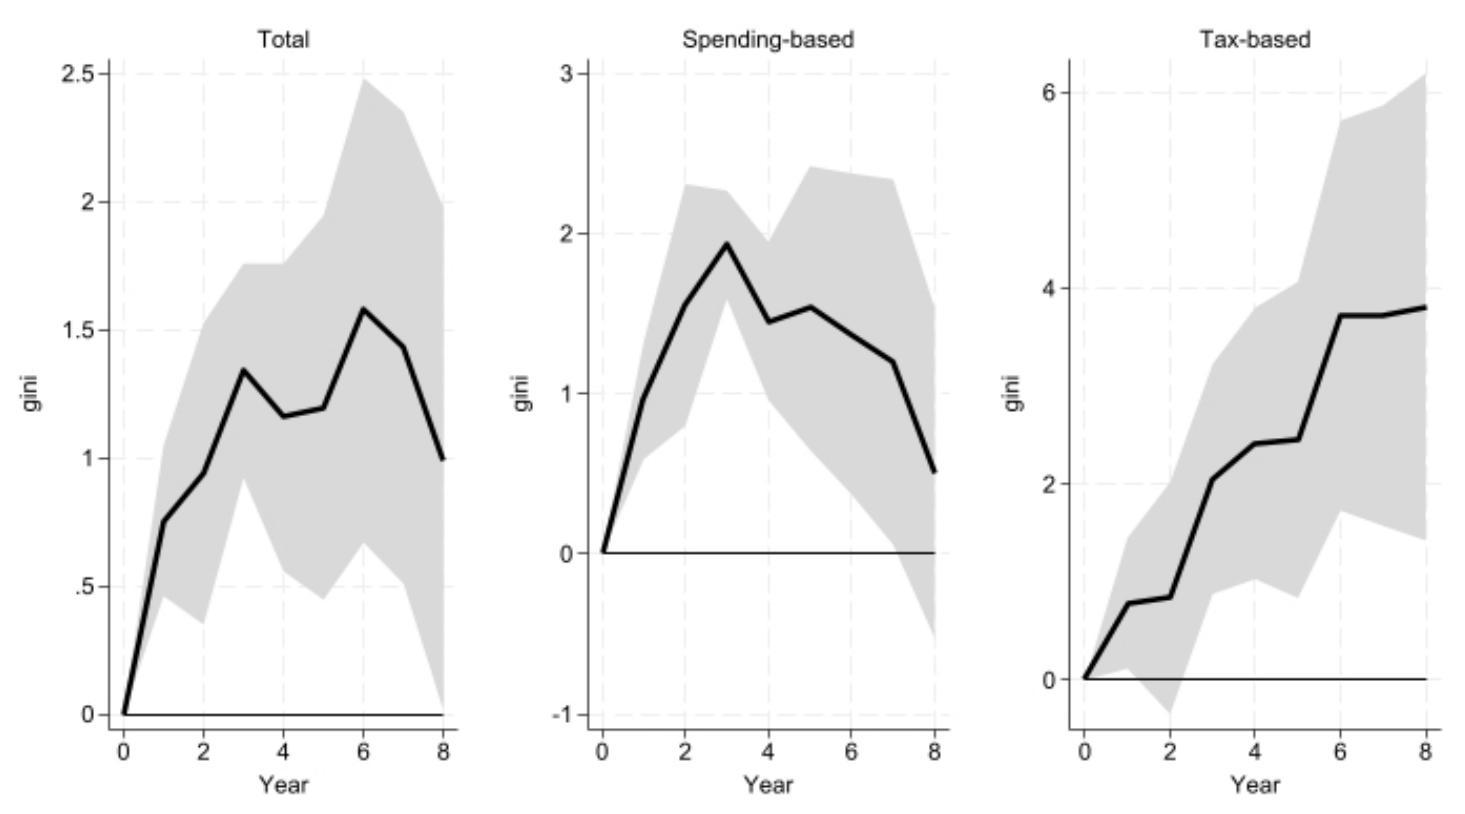 Total
2.5
2
1.5
1
.5
0
gini
0 2 4 6 8
Year
Spending-based
3
2
1
0
-1
gini
0 2 4 6 8
Year
Tax-based
6
4
2
0
gini
0 2 4 6 8
Year